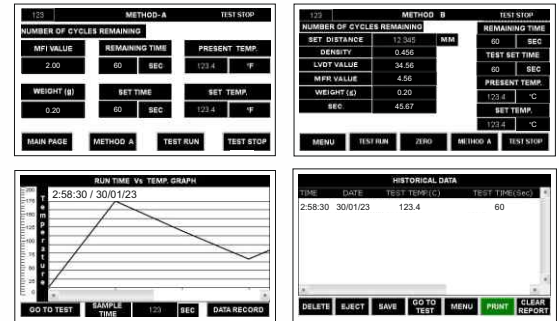 123 METHOD-A TEST STOP
NUMBER OF CYCLES REMAINING
MFI VALUE REMAINING TIME PRESENT TEMP.
2.00 60 SEC 123.4 °F
WEIGHT (g) SET TIME SET TEMP.
0.20 60 SEC 123.4 °F
MAIN PAGE METHOD A TEST RUN TEST STOP
123 METHOD B TEST STOP
NUMBER OF CYCLES REMAINING REMAINING TIME
SET DISTANCE 12.345 MM 60 SEC
DENSITY 0.456 TEST SET TIME
LVDT VALUE 34.56 60 SEC
MFR VALUE 4.56 PRESENT TEMP.
WEIGHT (g) 0.20 123.4 °C
SEC 45.67 SET TEMP.
123.4 °C
MENU TEST RUN ZERO METHOD A TEST STOP
RUN TIME Vs TEMP. GRAPH
2:58:30 / 30/01/23
Temperature
GO TO TEST SAMPLE TIME 123 SEC DATA RECORD
HISTORICAL DATA
TIME DATE TEST TEMP.(C) TEST TIME(Sec)
2:58:30 30/01/23 123.4 60
DELETE EJECT SAVE GO TO TEST MENU PRINT CLEAR REPORT